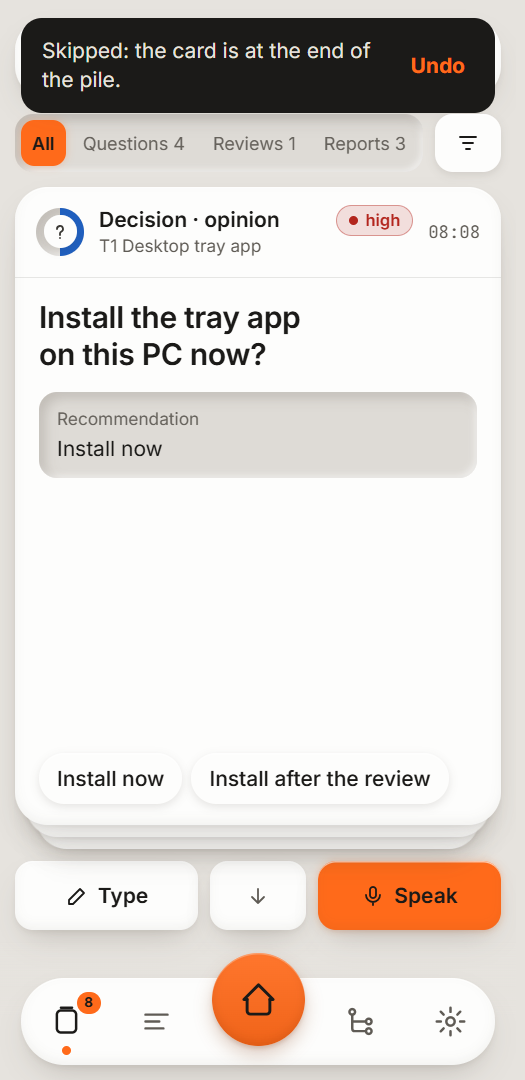 Skipped: the card is at the end of
the pile.
Undo
All
Questions 4
Reviews 1
Reports 3
?
Decision · opinion
T1 Desktop tray app
high
08:08
Install the tray app
on this PC now?
Recommendation
Install now
Install now
Install after the review
Type
Speak
8